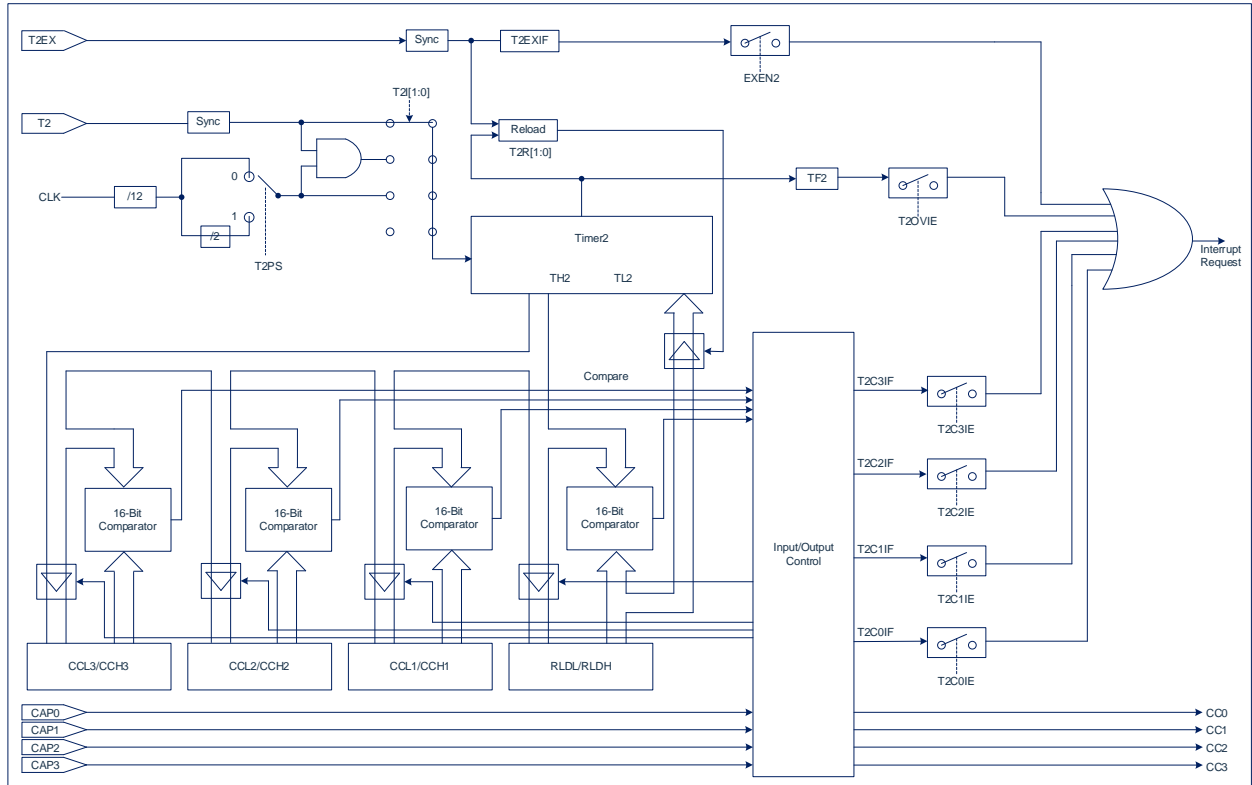 T2EX
Sync
T2EXIF
EXEN2
T2I[1:0]
T2
Sync
Reload
T2R[1:0]
0
CLK
/12
TF2
T2OVIE
1
/2
T2PS
Timer2
TH2
TL2
Interrupt
Request
Compare
T2C3IF
T2C3IE
T2C2IF
T2C2IE
16-Bit
Comparator
16-Bit
Comparator
16-Bit
Comparator
16-Bit
Comparator
Input/Output
Control
T2C1IF
T2C1IE
T2C0IF
T2C0IE
CCL3/CCH3
CCL2/CCH2
CCL1/CCH1
RLDL/RLDH
CAP0
CC0
CAP1
CC1
CAP2
CC2
CAP3
CC3